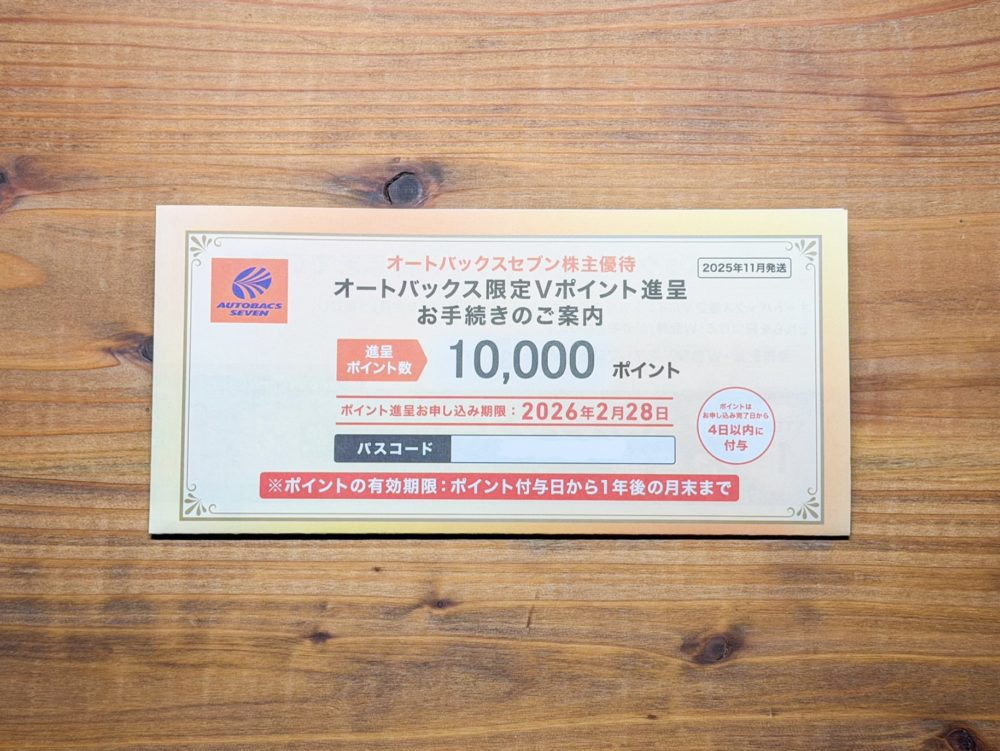 オートバックスセブン株主優待
2025年11月発送
オートバックス限定Vポイント進呈
お手続きのご案内
AUTOBACS
SEVEN
進呈
ポイント数
10,000 ポイント
ポイント進呈お申し込み期限：2026年2月28日
ポイントは
お申し込み完了日から
4日以内に
付与
パスコード
※ポイントの有効期限：ポイント付与日から1年後の月末まで